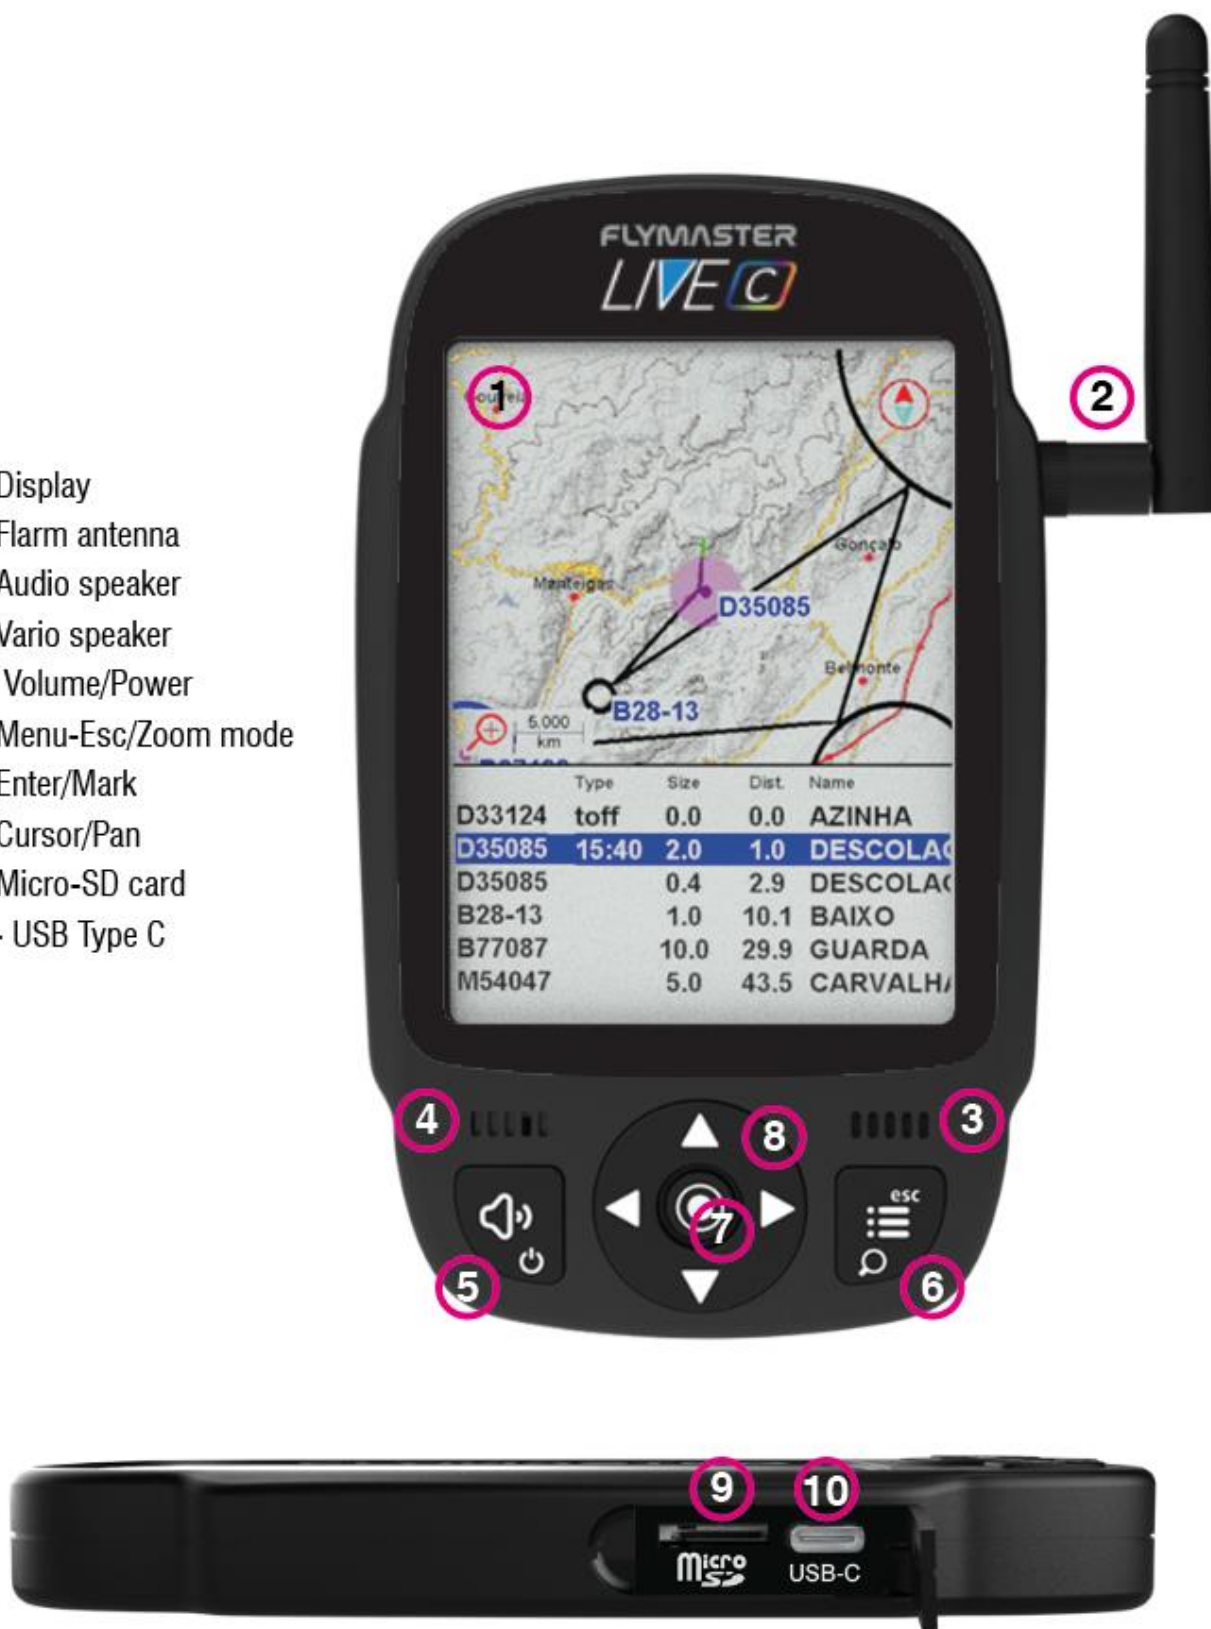 FLYMASTER
LIVE C
1
2
Gouveia
Display
Flarm antenna
Audio speaker
Vario speaker
Volume/Power
Menu-Esc/Zoom mode
Enter/Mark
Cursor/Pan
Micro-SD card
- USB Type C
Gonçalo
Manteigas
D35085
Belmonte
B28-13
5.000
km
Type Size Dist. Name
D33124 toff 0.0 0.0 AZINHA
D35085 15:40 2.0 1.0 DESCOLAÇ
D35085 0.4 2.9 DESCOLAÇ
B28-13 1.0 10.1 BAIXO
B77087 10.0 29.9 GUARDA
M54047 5.0 43.5 CARVALHA
4
8
3
esc
7
5
6
9
10
Micro
SD
USB-C